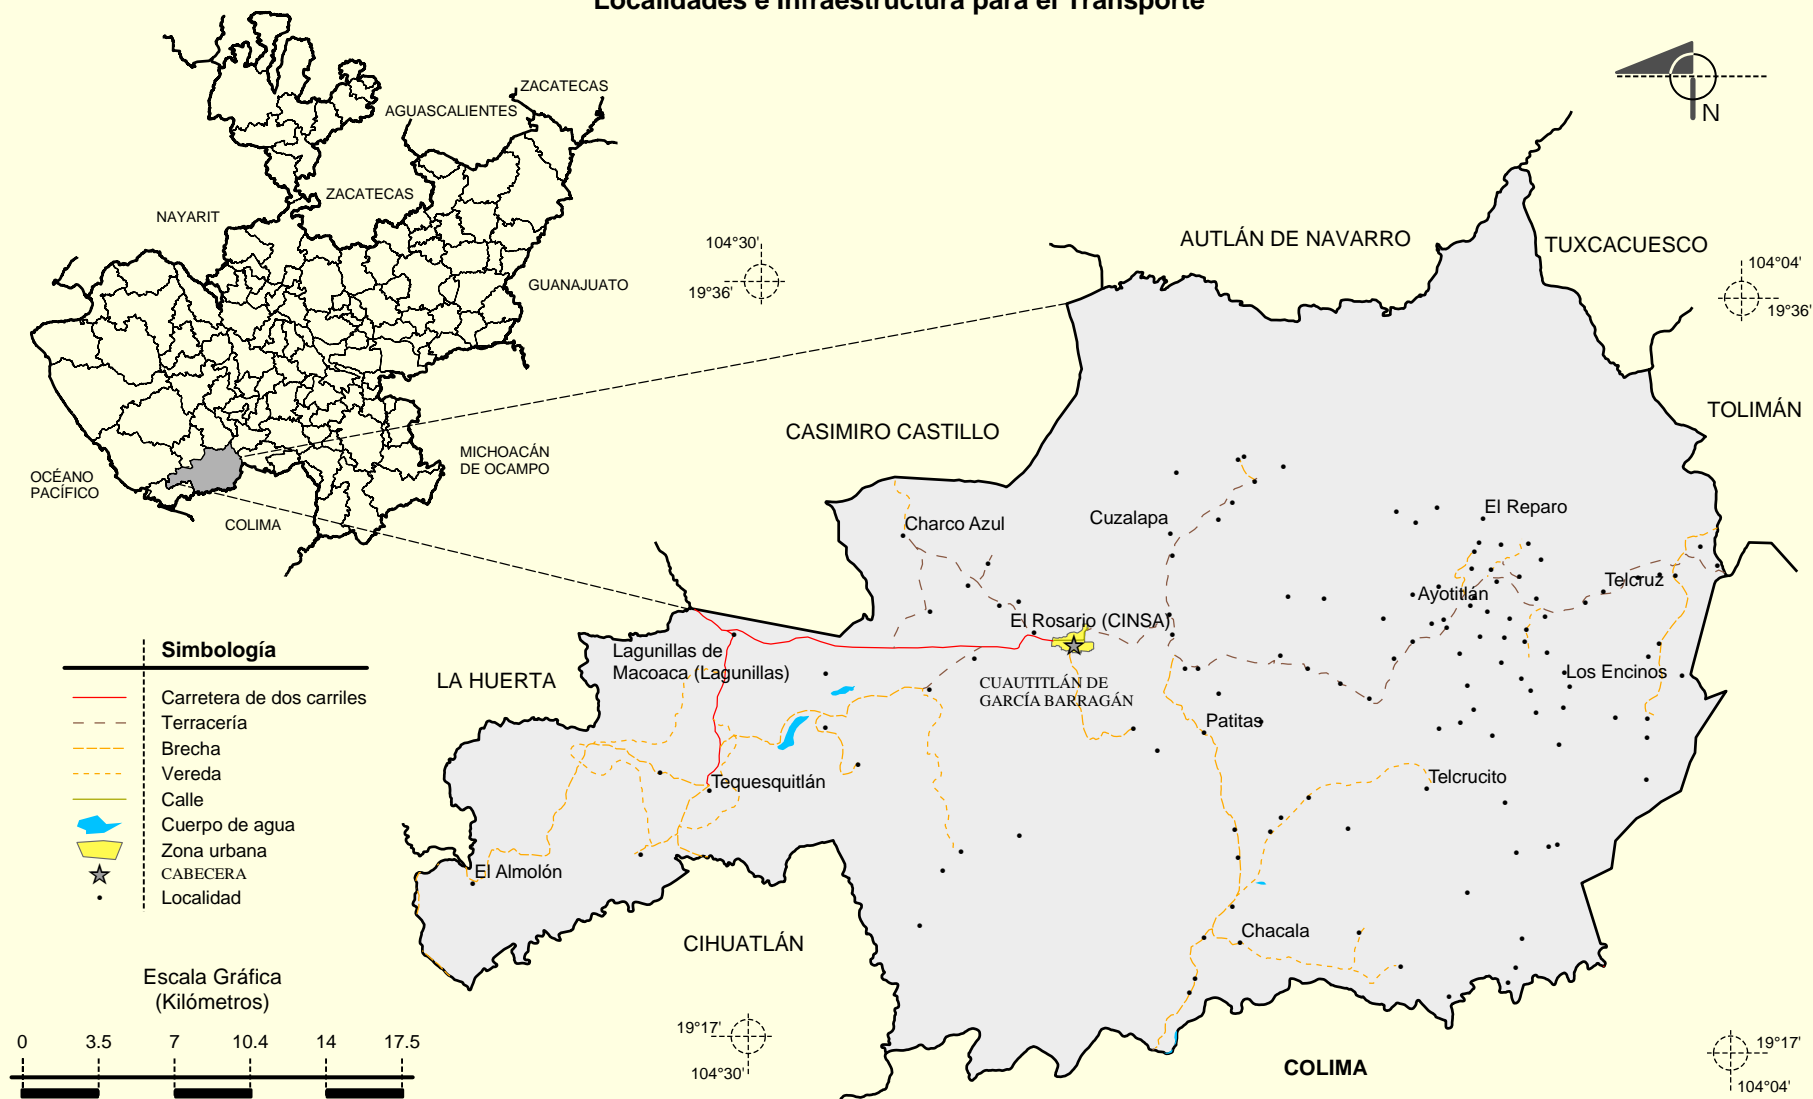 Localidades e Infraestructura para el Transporte
ZACATECAS
AGUASCALIENTES
ZACATECAS
NAYARIT
GUANAJUATO
MICHOACÁN
DE OCAMPO
OCÉANO
PACÍFICO
COLIMA
N
104°30'
19°36'
104°04'
19°36'
AUTLÁN DE NAVARRO
TUXCACUESCO
TOLIMÁN
CASIMIRO CASTILLO
LA HUERTA
CIHUATLÁN
COLIMA
Charco Azul
Cuzalapa
El Reparo
Ayotitlán
Telcruz
El Rosario (CINSA)
Lagunillas de
Macoaca (Lagunillas)
CUAUTITLÁN DE
GARCÍA BARRAGÁN
Los Encinos
Patitas
Tequesquitlán
Telcrucito
El Almolón
Chacala
Simbología
Carretera de dos carriles
Terracería
Brecha
Vereda
Calle
Cuerpo de agua
Zona urbana
CABECERA
Localidad
Escala Gráfica
(Kilómetros)
0 3.5 7 10.4 14 17.5
19°17'
104°30'
19°17'
104°04'